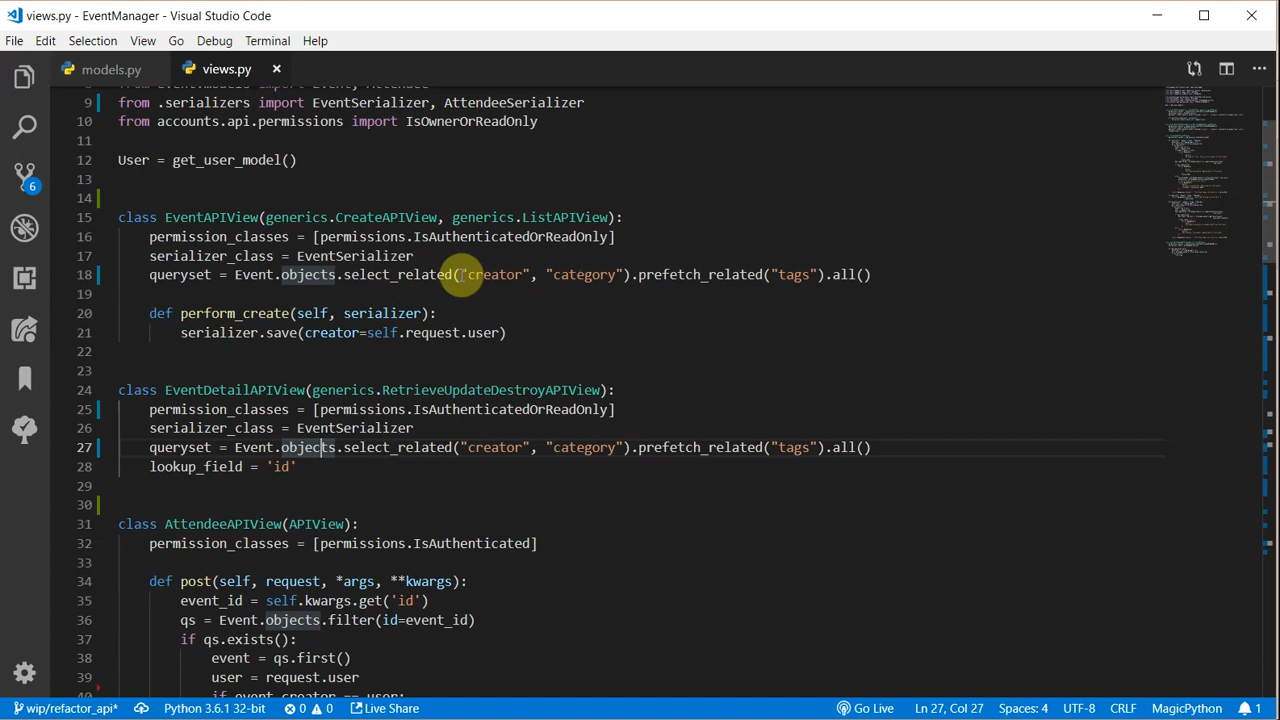 views.py - EventManager - Visual Studio Code
File Edit Selection View Go Debug Terminal Help
models.py views.py
9 from .serializers import EventSerializer, AttendeeSerializer
10 from accounts.api.permissions import IsOwnerOrReadOnly
11
12 User = get_user_model()
13
14
15 class EventAPIView(generics.CreateAPIView, generics.ListAPIView):
16 permission_classes = [permissions.IsAuthenticatedOrReadOnly]
17 serializer_class = EventSerializer
18 queryset = Event.objects.select_related("creator", "category").prefetch_related("tags").all()
19
20 def perform_create(self, serializer):
21 serializer.save(creator=self.request.user)
22
23
24 class EventDetailAPIView(generics.RetrieveUpdateDestroyAPIView):
25 permission_classes = [permissions.IsAuthenticatedOrReadOnly]
26 serializer_class = EventSerializer
27 queryset = Event.objects.select_related("creator", "category").prefetch_related("tags").all()
28 lookup_field = 'id'
29
30
31 class AttendeeAPIView(APIView):
32 permission_classes = [permissions.IsAuthenticated]
33
34 def post(self, request, *args, **kwargs):
35 event_id = self.kwargs.get('id')
36 qs = Event.objects.filter(id=event_id)
37 if qs.exists():
38 event = qs.first()
39 user = request.user
40 if event.creator == user:
6
wip/refactor_api* Python 3.6.1 32-bit 0 0 Live Share Go Live Ln 27, Col 27 Spaces: 4 UTF-8 CRLF MagicPython 1